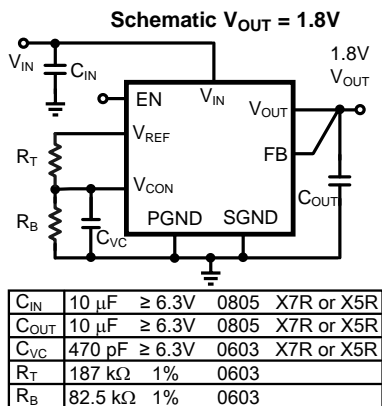 Schematic VOUT = 1.8V
VIN
CIN
1.8V
VOUT
EN
VIN
VOUT
VREF
RT
FB
VCON
RB
COUT
CVC
PGND SGND
CIN 10 μF ≥ 6.3V 0805 X7R or X5R
COUT 10 μF ≥ 6.3V 0805 X7R or X5R
CVC 470 pF ≥ 6.3V 0603 X7R or X5R
RT 187 kΩ 1% 0603
RB 82.5 kΩ 1% 0603